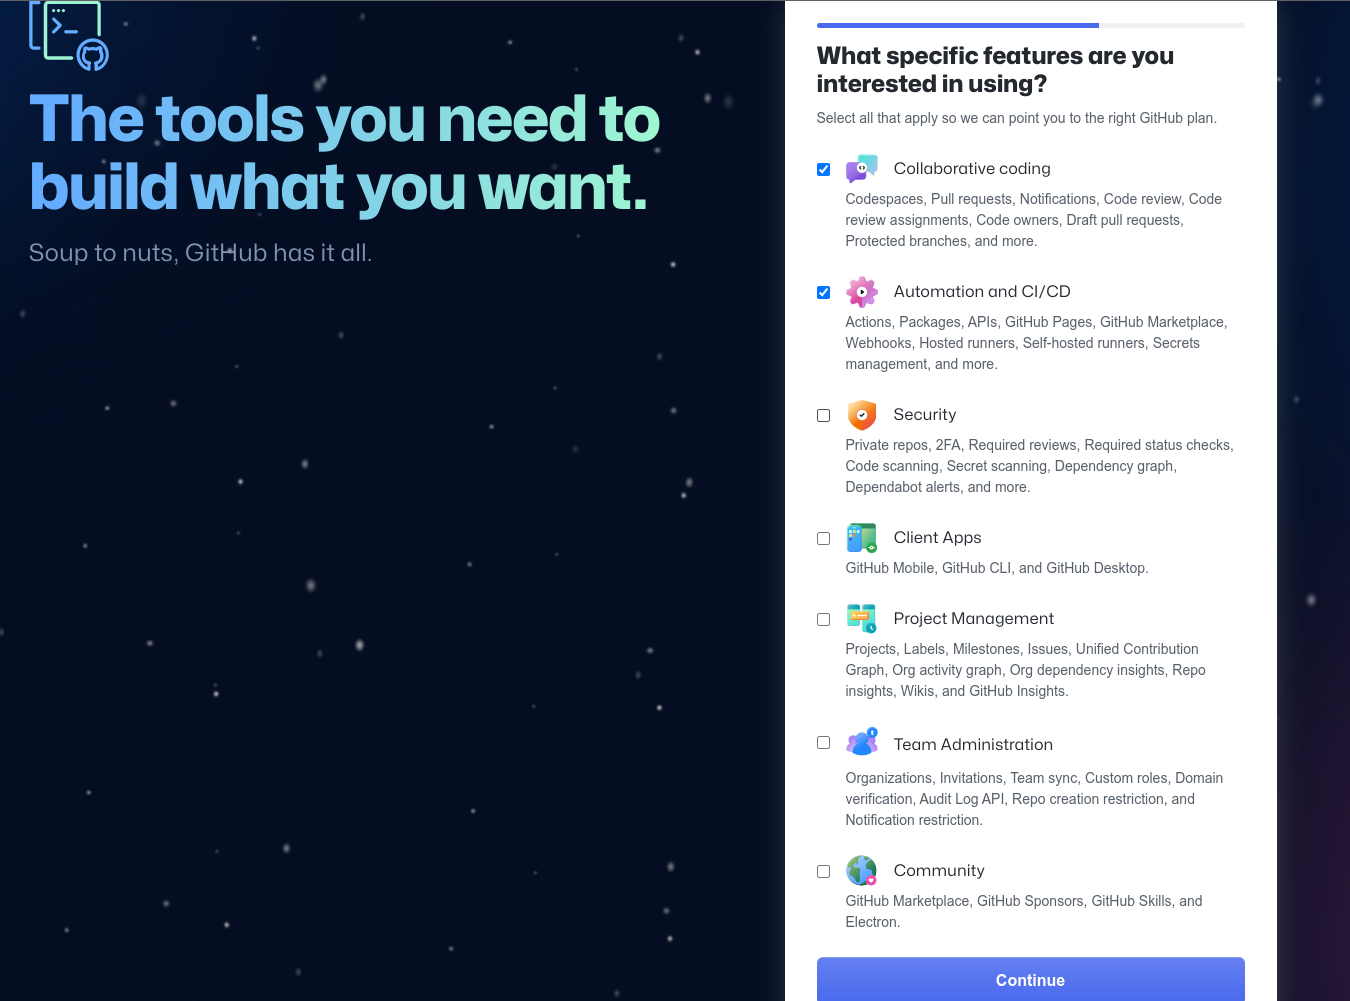 The tools you need to
build what you want.
Soup to nuts, GitHub has it all.
What specific features are you
interested in using?
Select all that apply so we can point you to the right GitHub plan.
Collaborative coding
Codespaces, Pull requests, Notifications, Code review, Code
review assignments, Code owners, Draft pull requests,
Protected branches, and more.
Automation and CI/CD
Actions, Packages, APIs, GitHub Pages, GitHub Marketplace,
Webhooks, Hosted runners, Self-hosted runners, Secrets
management, and more.
Security
Private repos, 2FA, Required reviews, Required status checks,
Code scanning, Secret scanning, Dependency graph,
Dependabot alerts, and more.
Client Apps
GitHub Mobile, GitHub CLI, and GitHub Desktop.
Project Management
Projects, Labels, Milestones, Issues, Unified Contribution
Graph, Org activity graph, Org dependency insights, Repo
insights, Wikis, and GitHub Insights.
Team Administration
Organizations, Invitations, Team sync, Custom roles, Domain
verification, Audit Log API, Repo creation restriction, and
Notification restriction.
Community
GitHub Marketplace, GitHub Sponsors, GitHub Skills, and
Electron.
Continue